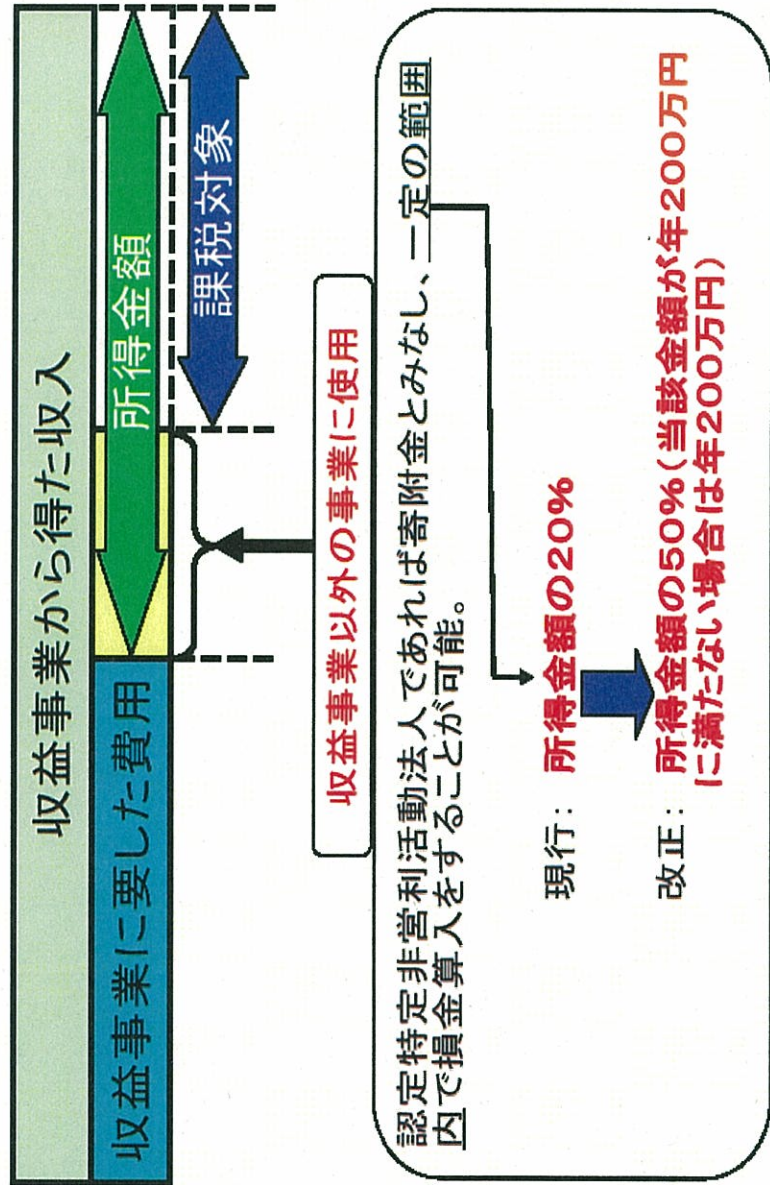 収益事業から得た収入
収益事業に要した費用
所得金額
課税対象
収益事業以外の事業に使用
認定特定非営利活動法人であれば寄附金とみなし、一定の範囲
内で損金算入をすることが可能。
現行： 所得金額の20%
改正： 所得金額の50%（当該金額が年200万円
に満たない場合は年200万円）